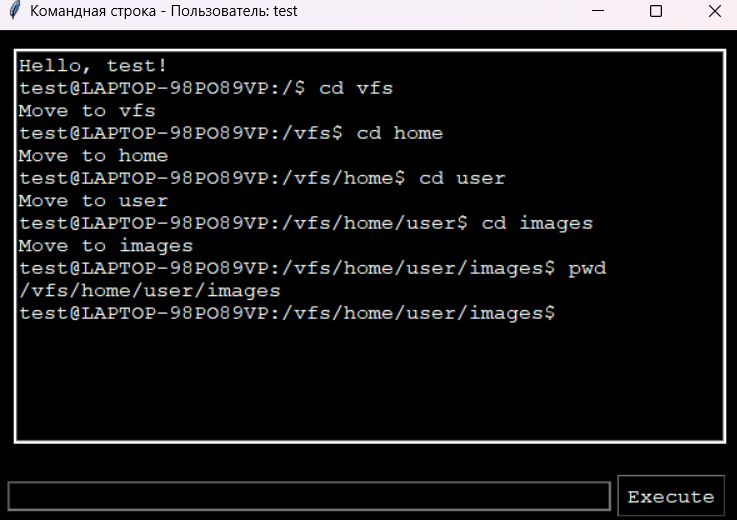 Командная строка - Пользователь: test
Hello, test!
test@LAPTOP-98PO89VP:/$ cd vfs
Move to vfs
test@LAPTOP-98PO89VP:/vfs$ cd home
Move to home
test@LAPTOP-98PO89VP:/vfs/home$ cd user
Move to user
test@LAPTOP-98PO89VP:/vfs/home/user$ cd images
Move to images
test@LAPTOP-98PO89VP:/vfs/home/user/images$ pwd
/vfs/home/user/images
test@LAPTOP-98PO89VP:/vfs/home/user/images$
Execute